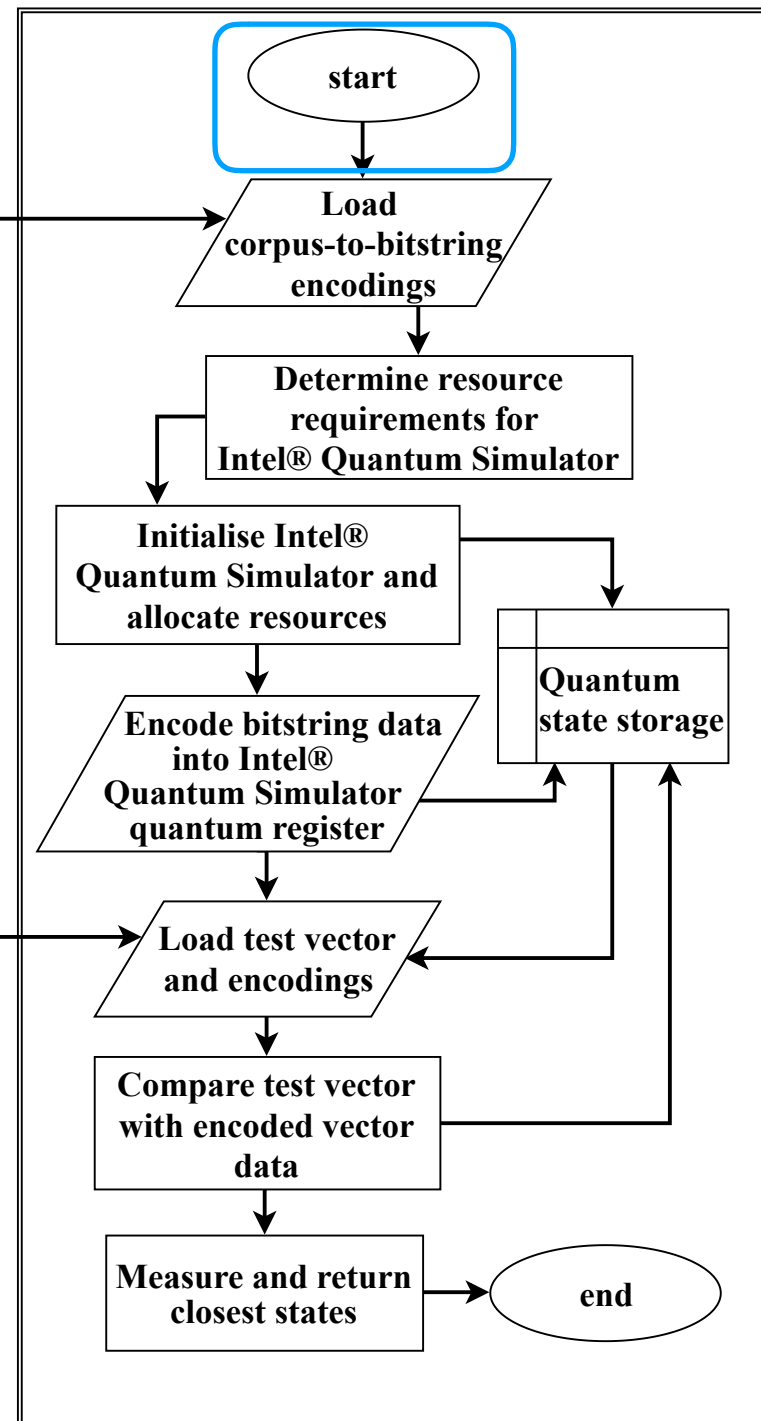 start
Load
corpus-to-bitstring
encodings
Determine resource
requirements for
Intel® Quantum Simulator
Initialise Intel®
Quantum Simulator and
allocate resources
Quantum
state storage
Encode bitstring data
into Intel®
Quantum Simulator
quantum register
Load test vector
and encodings
Compare test vector
with encoded vector
data
Measure and return
closest states
end